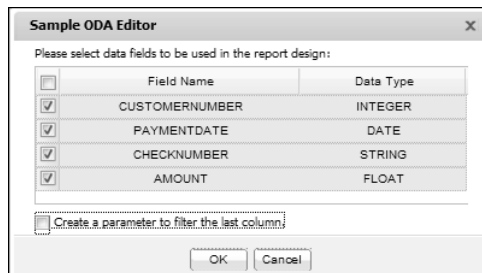 Sample ODA Editor
Please select data fields to be used in the report design:
Field Name Data Type
CUSTOMERNUMBER INTEGER
PAYMENTDATE DATE
CHECKNUMBER STRING
AMOUNT FLOAT
Create a parameter to filter the last column.
OK Cancel